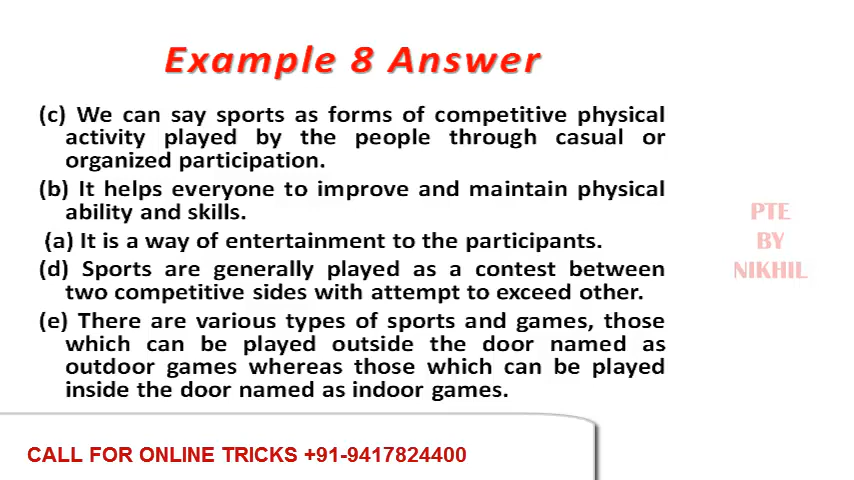 Example 8 Answer
(c) We can say sports as forms of competitive physical
activity played by the people through casual or
organized participation.
(b) It helps everyone to improve and maintain physical
ability and skills.
(a) It is a way of entertainment to the participants.
(d) Sports are generally played as a contest between
two competitive sides with attempt to exceed other.
(e) There are various types of sports and games, those
which can be played outside the door named as
outdoor games whereas those which can be played
inside the door named as indoor games.
PTE
BY
NIKHIL
CALL FOR ONLINE TRICKS +91-9417824400